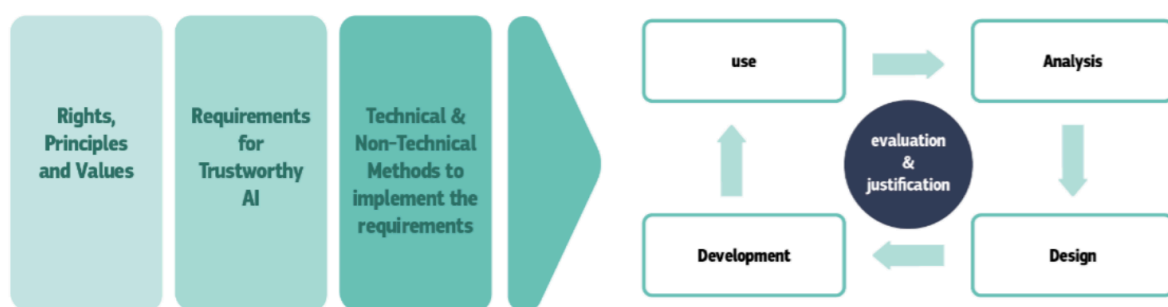 Rights,
Principles
and Values
Requirements
for
Trustworthy
AI
Technical &
Non-Technical
Methods to
implement the
requirements
use
Analysis
evaluation
&
justification
Development
Design